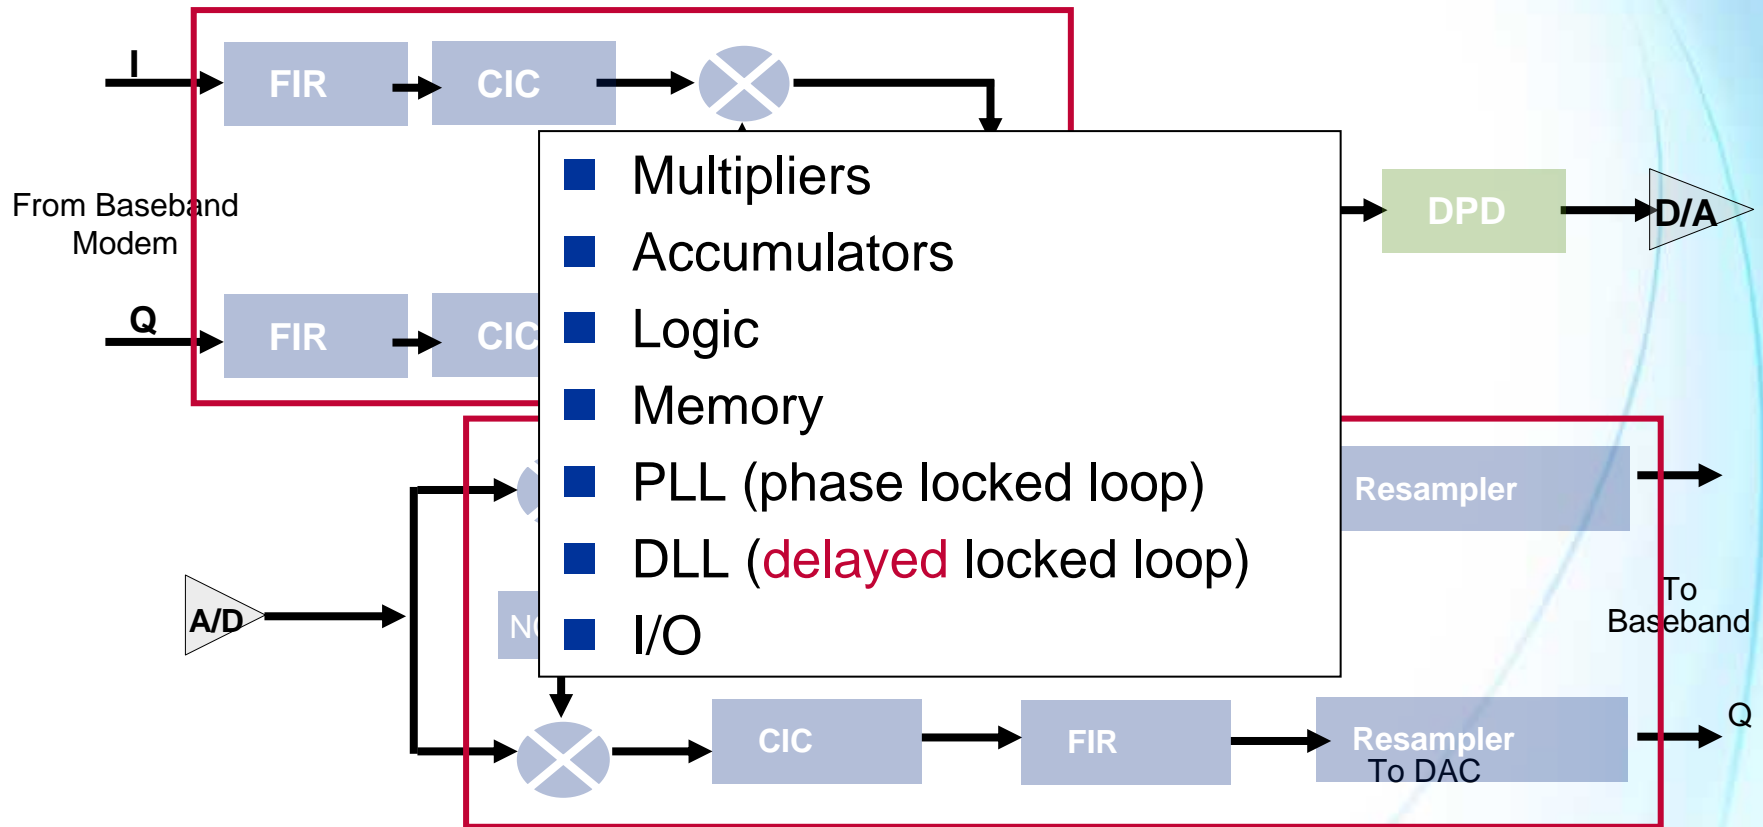 I
FIR
CIC
From Baseband
Modem
Q
FIR
CIC
Multipliers
Accumulators
Logic
Memory
PLL (phase locked loop)
DLL (delayed locked loop)
I/O
DPD
D/A
A/D
Resampler
To
Baseband
CIC
FIR
Resampler
To DAC
Q